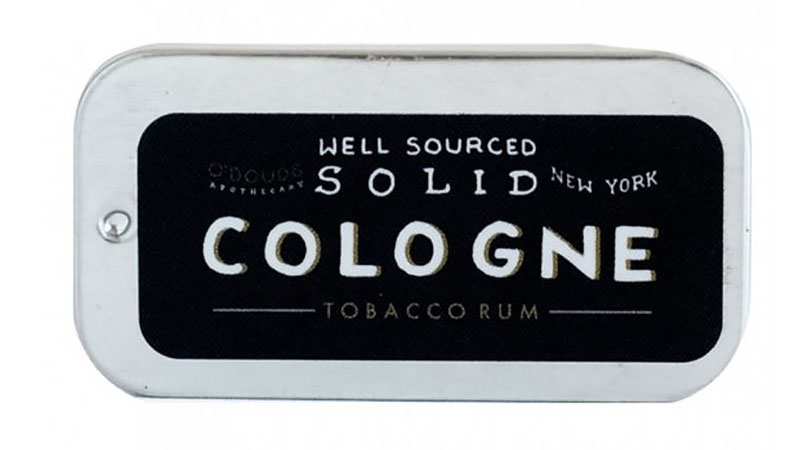 WELL SOURCED
O'DOUDS
APOTHECARY
SOLID
NEW YORK
COLOGNE
TOBACCO RUM